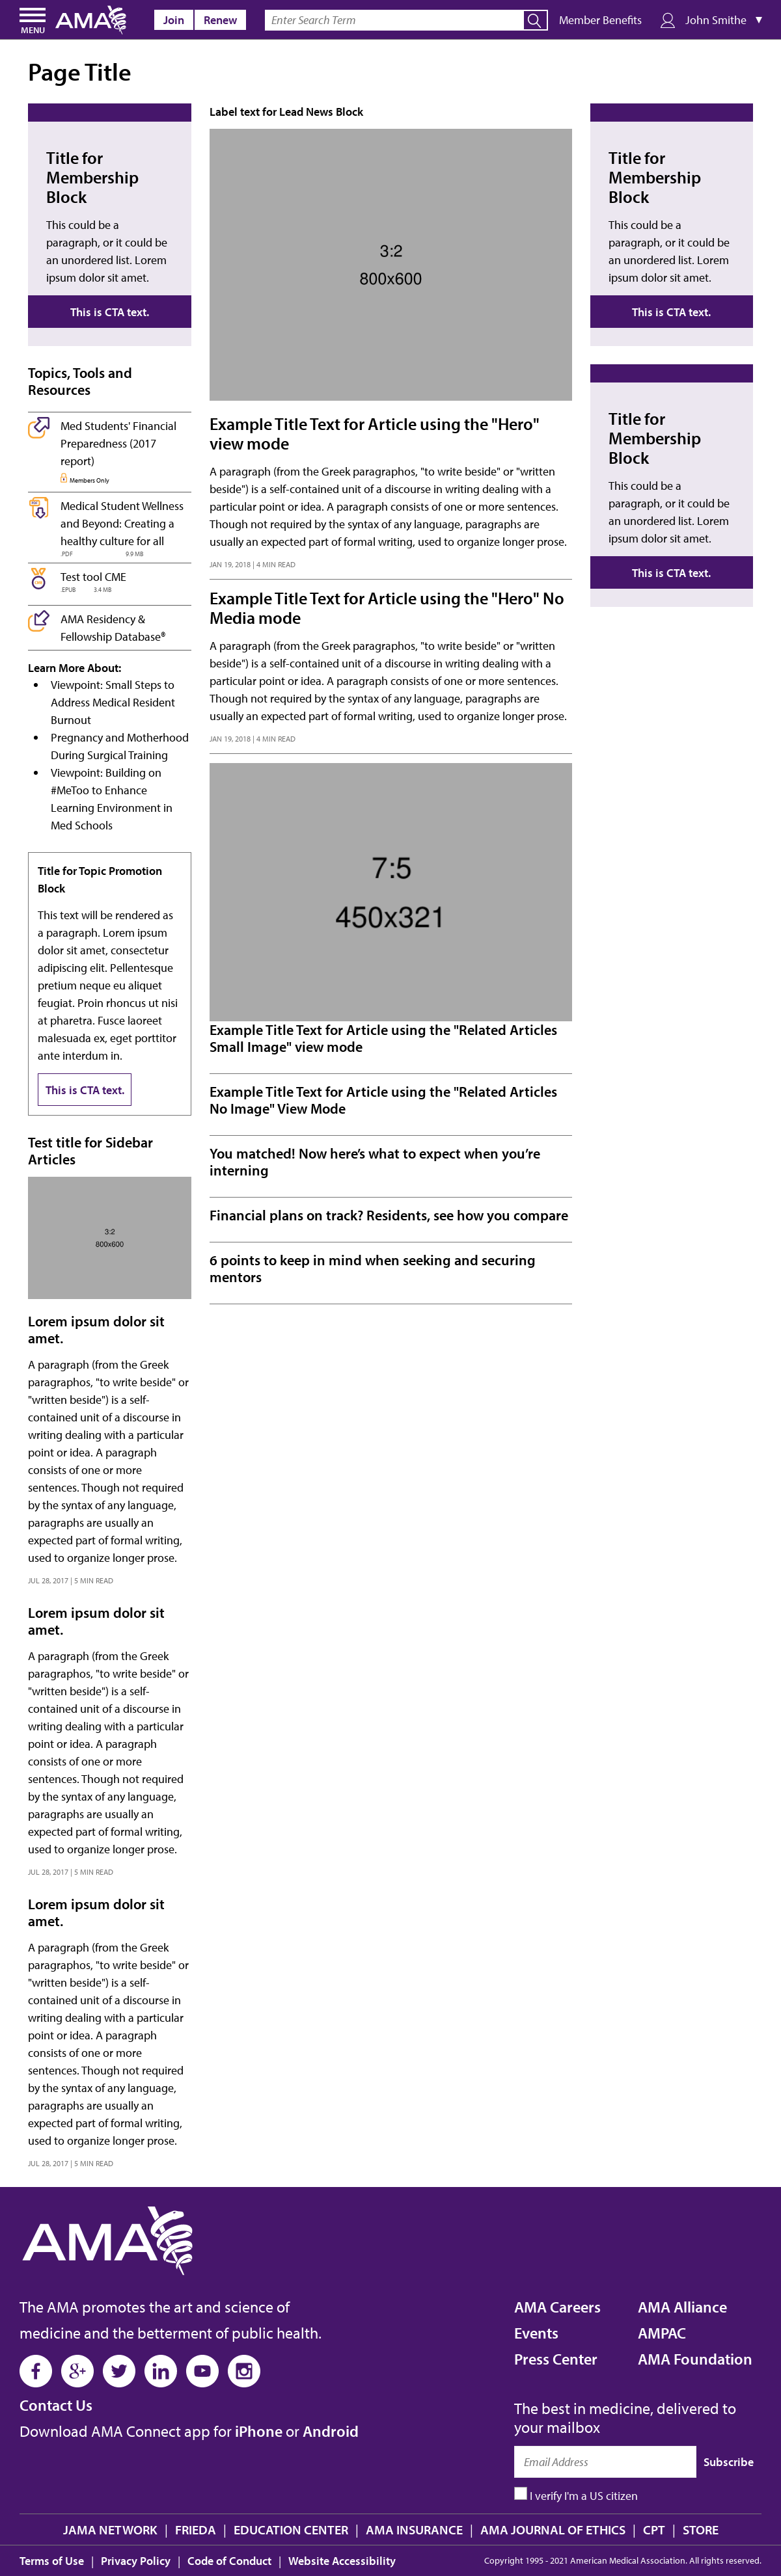 MENU
AMA
Join
Renew
Enter Search Term
Member Benefits
John Smithe ▼
Page Title
Title for
Membership
Block
This could be a
paragraph, or it could be
an unordered list. Lorem
ipsum dolor sit amet.
This is CTA text.
Topics, Tools and
Resources
Med Students' Financial
Preparedness (2017
report)
Members Only
Medical Student Wellness
and Beyond: Creating a
healthy culture for all
.PDF 9.9 MB
Test tool CME
.EPUB 3.4 MB
AMA Residency &
Fellowship Database®
Learn More About:
• Viewpoint: Small Steps to
Address Medical Resident
Burnout
• Pregnancy and Motherhood
During Surgical Training
• Viewpoint: Building on
#MeToo to Enhance
Learning Environment in
Med Schools
Title for Topic Promotion
Block
This text will be rendered as
a paragraph. Lorem ipsum
dolor sit amet, consectetur
adipiscing elit. Pellentesque
pretium neque eu aliquet
feugiat. Proin rhoncus ut nisi
at pharetra. Fusce laoreet
malesuada ex, eget porttitor
ante interdum in.
This is CTA text.
Test title for Sidebar
Articles
3:2
800x600
Lorem ipsum dolor sit
amet.
A paragraph (from the Greek
paragraphos, "to write beside" or
"written beside") is a self-
contained unit of a discourse in
writing dealing with a particular
point or idea. A paragraph
consists of one or more
sentences. Though not required
by the syntax of any language,
paragraphs are usually an
expected part of formal writing,
used to organize longer prose.
JUL 28, 2017 | 5 MIN READ
Lorem ipsum dolor sit
amet.
A paragraph (from the Greek
paragraphos, "to write beside" or
"written beside") is a self-
contained unit of a discourse in
writing dealing with a particular
point or idea. A paragraph
consists of one or more
sentences. Though not required
by the syntax of any language,
paragraphs are usually an
expected part of formal writing,
used to organize longer prose.
JUL 28, 2017 | 5 MIN READ
Lorem ipsum dolor sit
amet.
A paragraph (from the Greek
paragraphos, "to write beside" or
"written beside") is a self-
contained unit of a discourse in
writing dealing with a particular
point or idea. A paragraph
consists of one or more
sentences. Though not required
by the syntax of any language,
paragraphs are usually an
expected part of formal writing,
used to organize longer prose.
JUL 28, 2017 | 5 MIN READ
Label text for Lead News Block
3:2
800x600
Example Title Text for Article using the "Hero"
view mode
A paragraph (from the Greek paragraphos, "to write beside" or "written
beside") is a self-contained unit of a discourse in writing dealing with a
particular point or idea. A paragraph consists of one or more sentences.
Though not required by the syntax of any language, paragraphs are
usually an expected part of formal writing, used to organize longer prose.
JAN 19, 2018 | 4 MIN READ
Example Title Text for Article using the "Hero" No
Media mode
A paragraph (from the Greek paragraphos, "to write beside" or "written
beside") is a self-contained unit of a discourse in writing dealing with a
particular point or idea. A paragraph consists of one or more sentences.
Though not required by the syntax of any language, paragraphs are
usually an expected part of formal writing, used to organize longer prose.
JAN 19, 2018 | 4 MIN READ
7:5
450x321
Example Title Text for Article using the "Related Articles
Small Image" view mode
Example Title Text for Article using the "Related Articles
No Image" View Mode
You matched! Now here’s what to expect when you’re
interning
Financial plans on track? Residents, see how you compare
6 points to keep in mind when seeking and securing
mentors
Title for
Membership
Block
This could be a
paragraph, or it could be
an unordered list. Lorem
ipsum dolor sit amet.
This is CTA text.
Title for
Membership
Block
This could be a
paragraph, or it could be
an unordered list. Lorem
ipsum dolor sit amet.
This is CTA text.
AMA
The AMA promotes the art and science of
medicine and the betterment of public health.
Contact Us
Download AMA Connect app for iPhone or Android
AMA Careers
Events
Press Center
AMA Alliance
AMPAC
AMA Foundation
The best in medicine, delivered to
your mailbox
Email Address
Subscribe
I verify I'm a US citizen
JAMA NETWORK | FRIEDA | EDUCATION CENTER | AMA INSURANCE | AMA JOURNAL OF ETHICS | CPT | STORE
Terms of Use | Privacy Policy | Code of Conduct | Website Accessibility
Copyright 1995 - 2021 American Medical Association. All rights reserved.